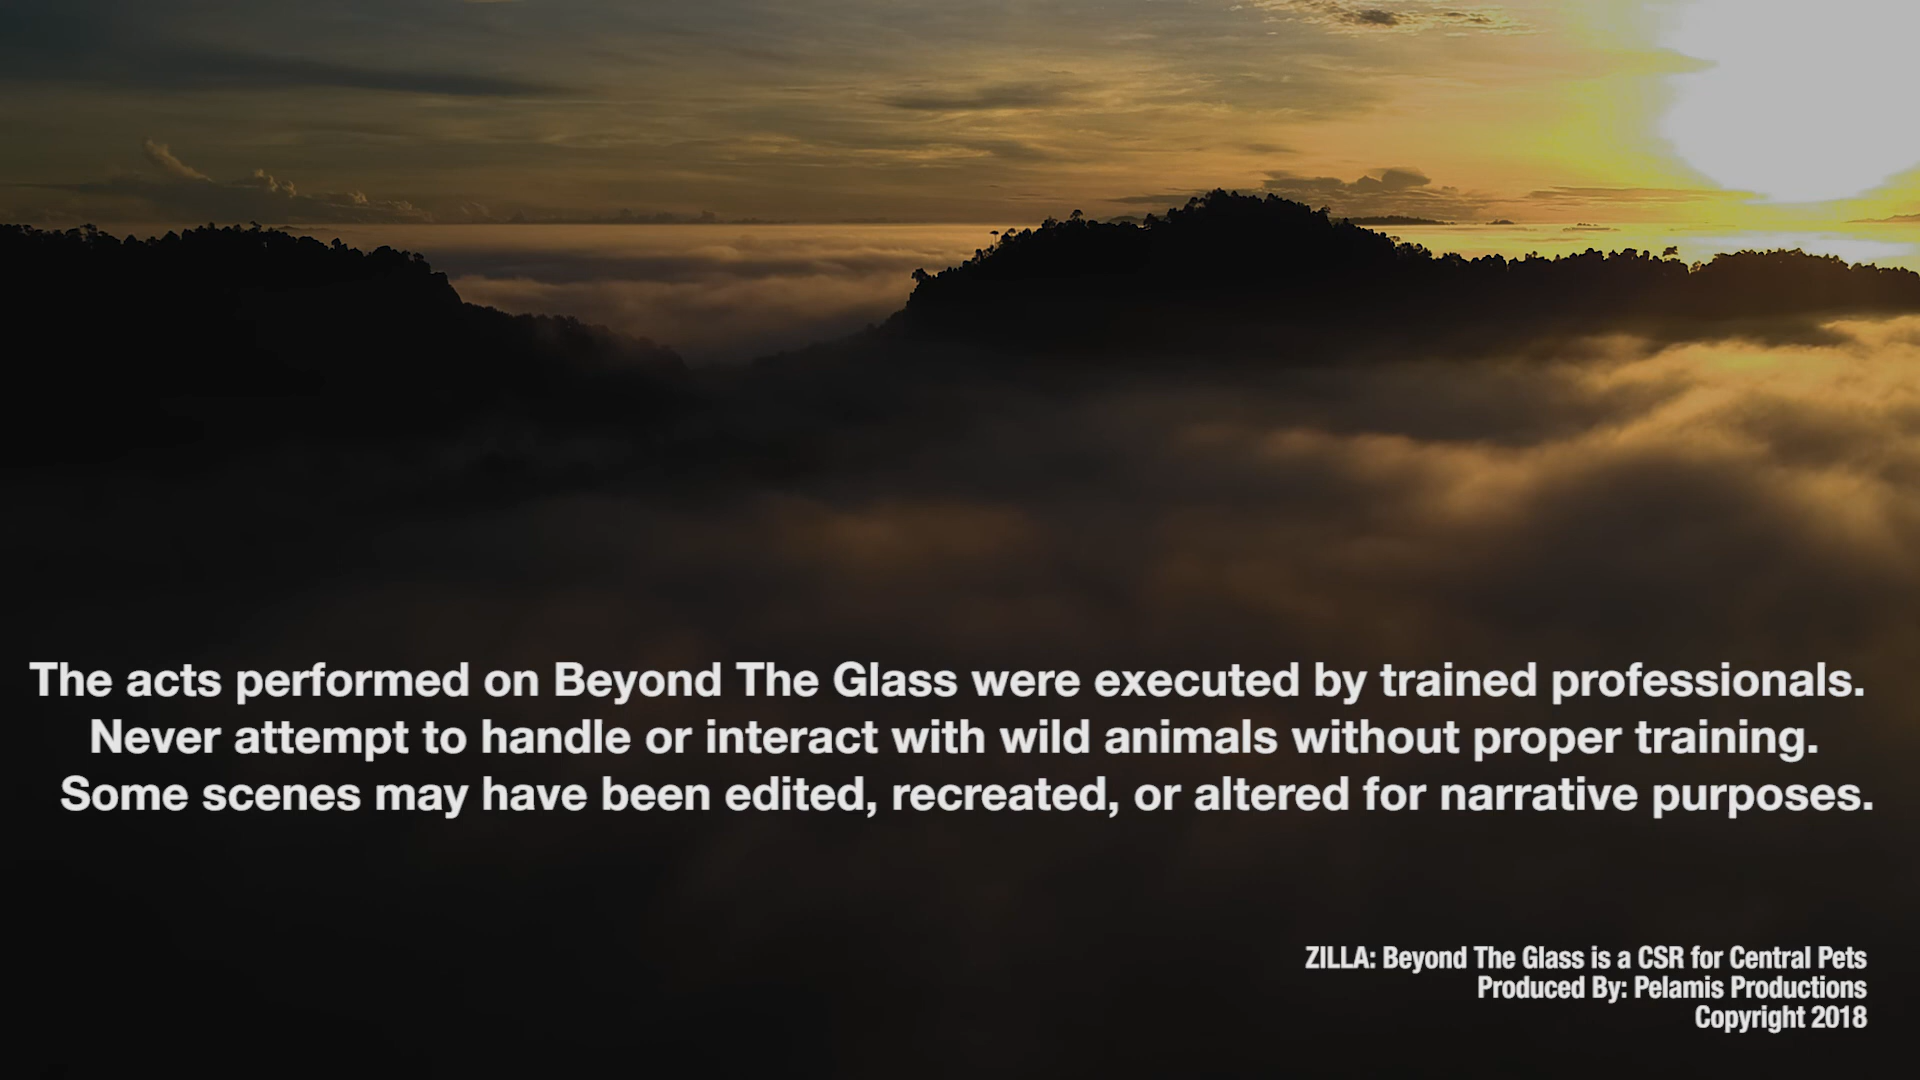 The acts performed on Beyond The Glass were executed by trained professionals.
Never attempt to handle or interact with wild animals without proper training.
Some scenes may have been edited, recreated, or altered for narrative purposes.
ZILLA: Beyond The Glass is a CSR for Central Pets
Produced By: Pelamis Productions
Copyright 2018